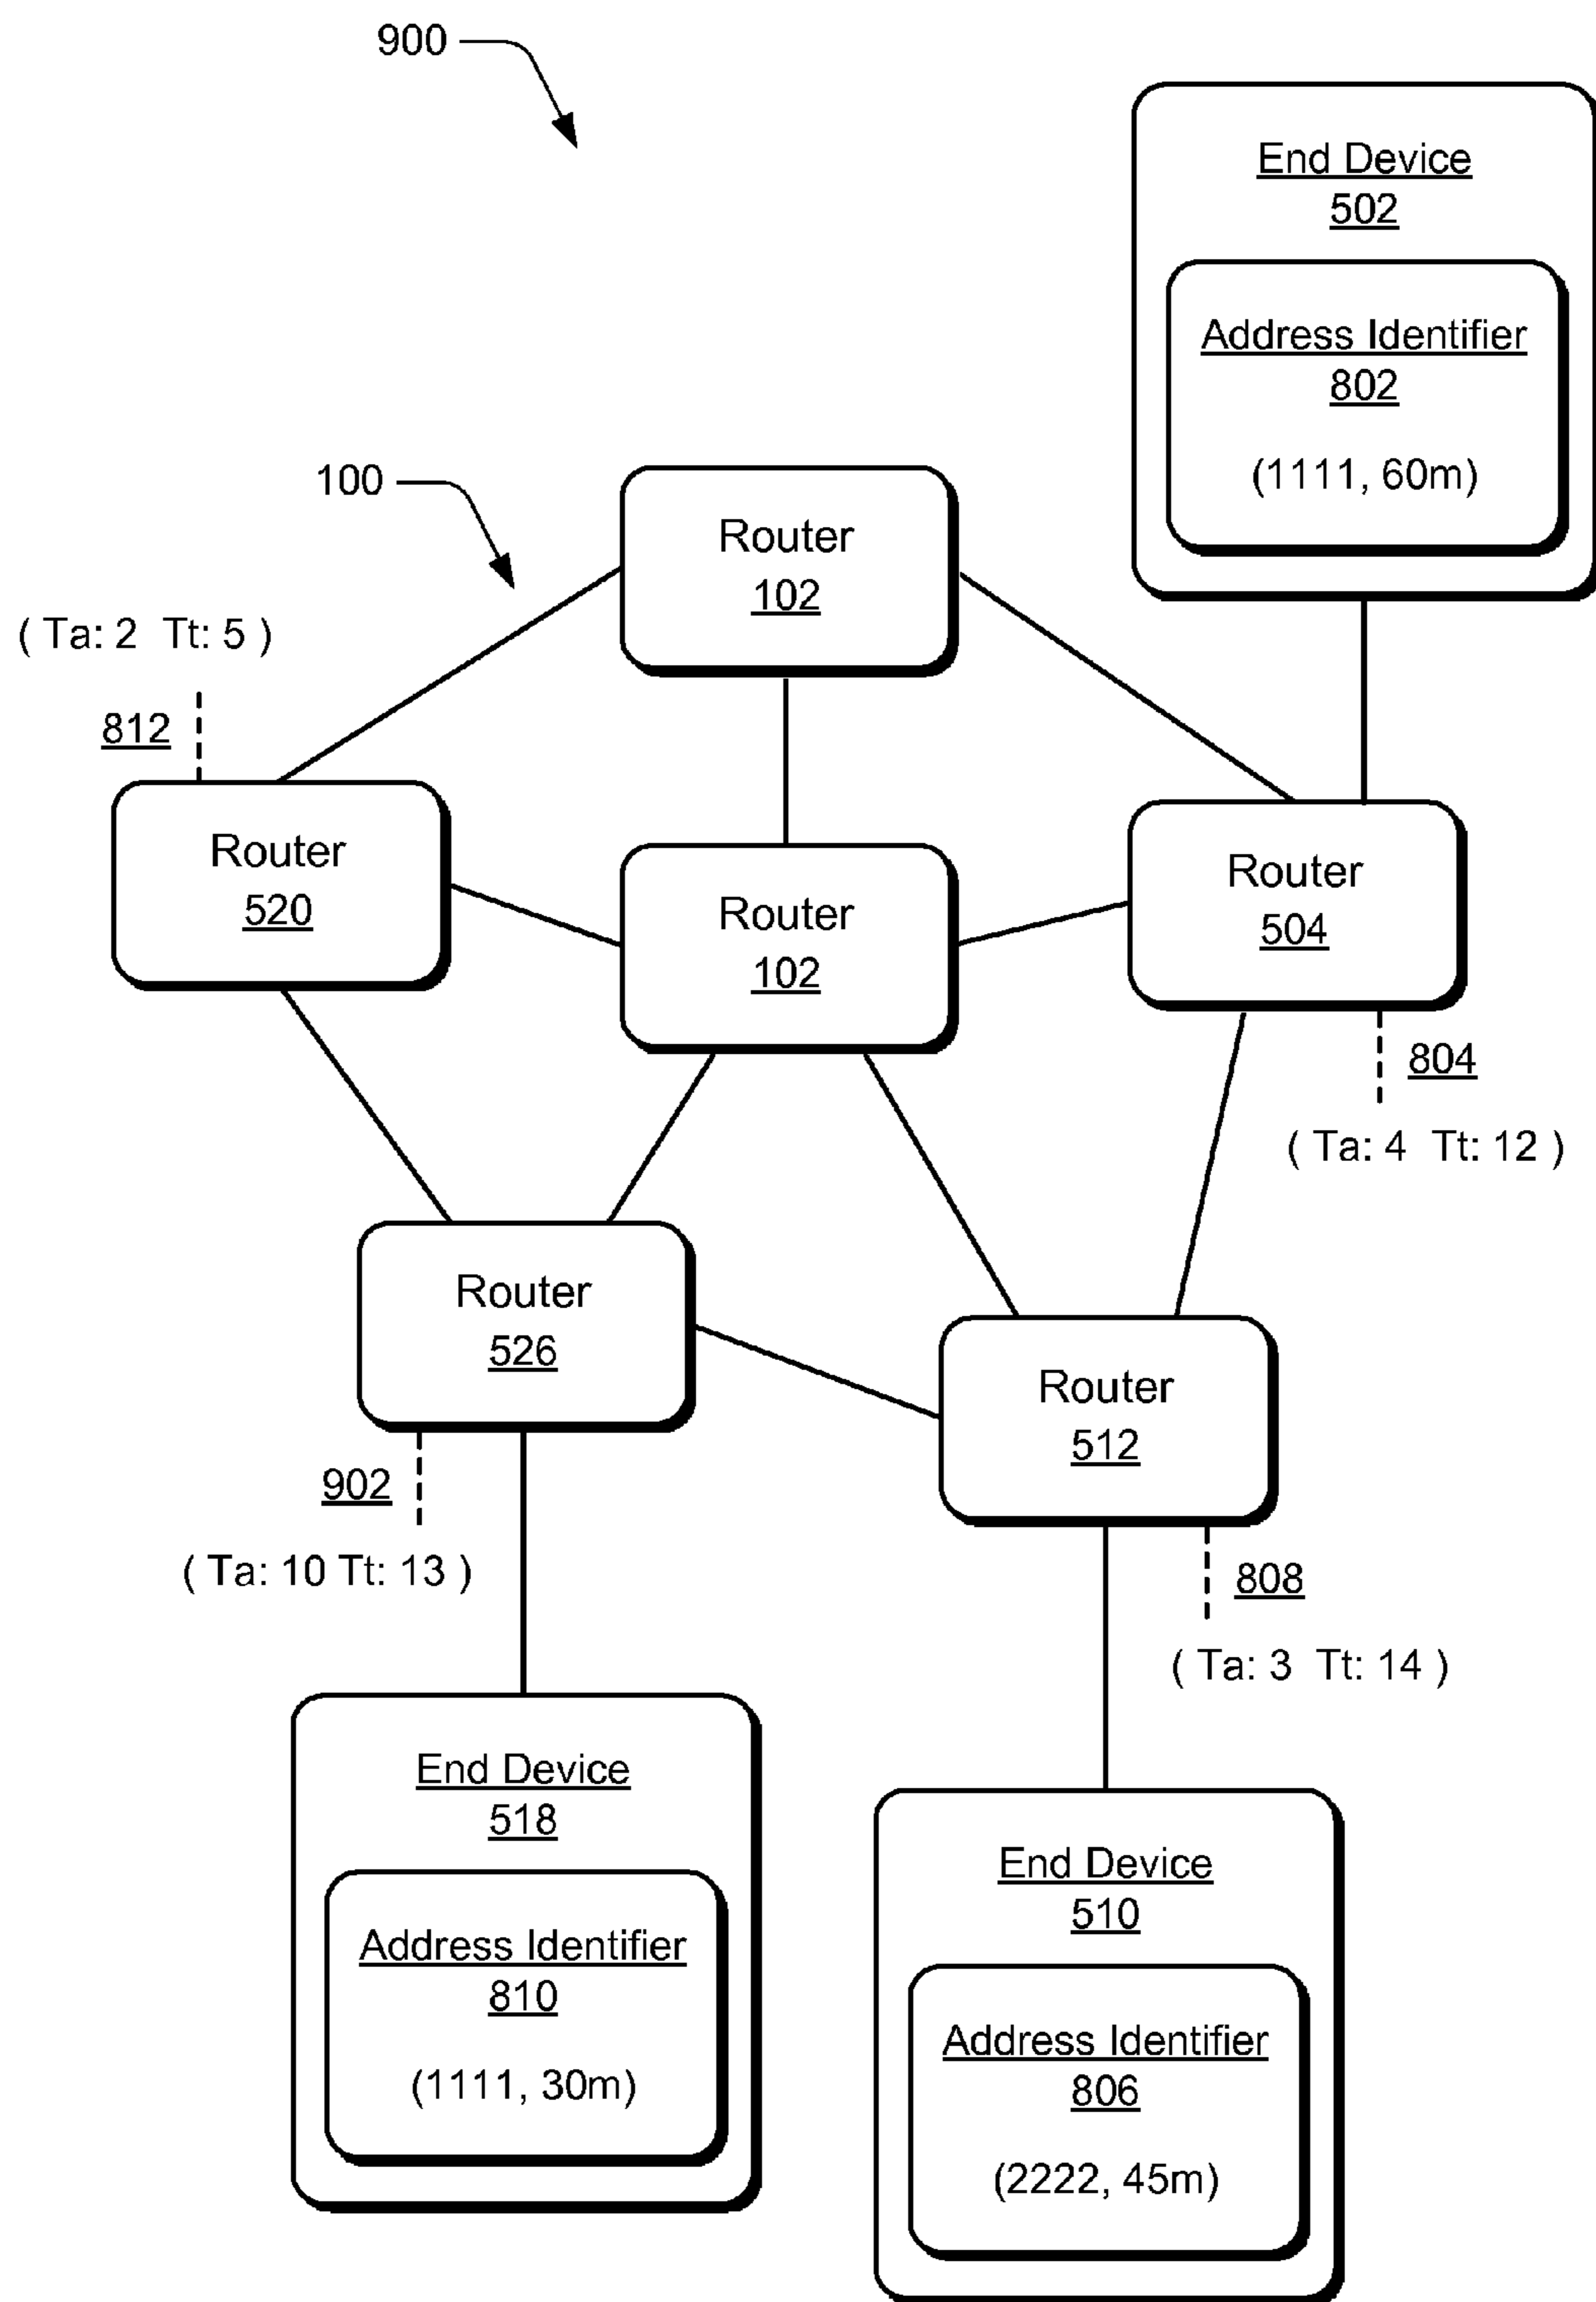 900
End Device
502
Address Identifier
802
(1111, 60m)
100
Router
102
( Ta: 2 Tt: 5 )
812
Router
520
Router
102
Router
504
804
( Ta: 4 Tt: 12 )
Router
526
Router
512
902
( Ta: 10 Tt: 13 )
808
( Ta: 3 Tt: 14 )
End Device
518
Address Identifier
810
(1111, 30m)
End Device
510
Address Identifier
806
(2222, 45m)